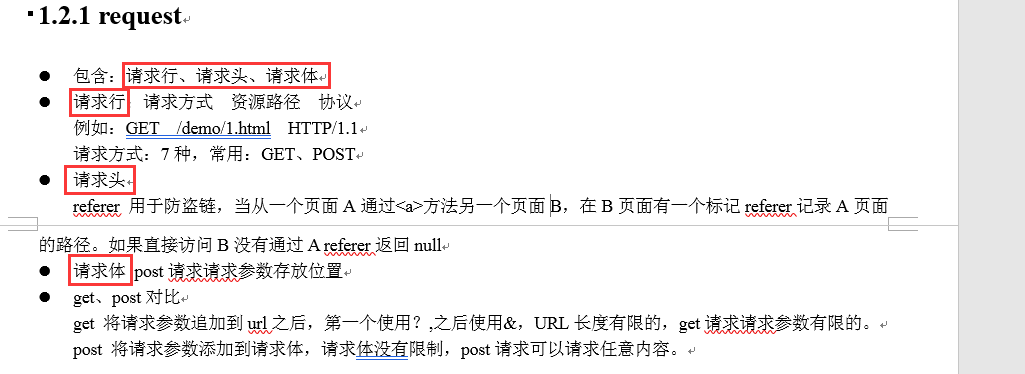 1.2.1 request
包含：请求行、请求头、请求体
请求行 请求方式 资源路径 协议
例如：GET /demo/1.html HTTP/1.1
请求方式：7 种，常用：GET、POST
请求头
referer 用于防盗链，当从一个页面 A 通过<a>方法另一个页面 B，在 B 页面有一个标记 referer 记录 A 页面
的路径。如果直接访问 B 没有通过 A referer 返回 null
请求体 post 请求请求参数存放位置
get、post 对比
get 将请求参数追加到 url 之后，第一个使用？,之后使用&，URL 长度有限的，get 请求请求参数有限的。
post 将请求参数添加到请求体，请求体没有限制，post 请求可以请求任意内容。